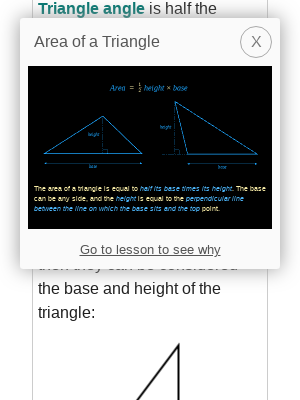 Triangle angle is half the
Area of a Triangle
X
Area = 1/2 height × base
height
base
height
base
The area of a triangle is equal to half its base times its height. The base
can be any side, and the height is equal to the perpendicular line
between the line on which the base sits and the top point.
Go to lesson to see why
then they can be considered
the base and height of the
triangle: